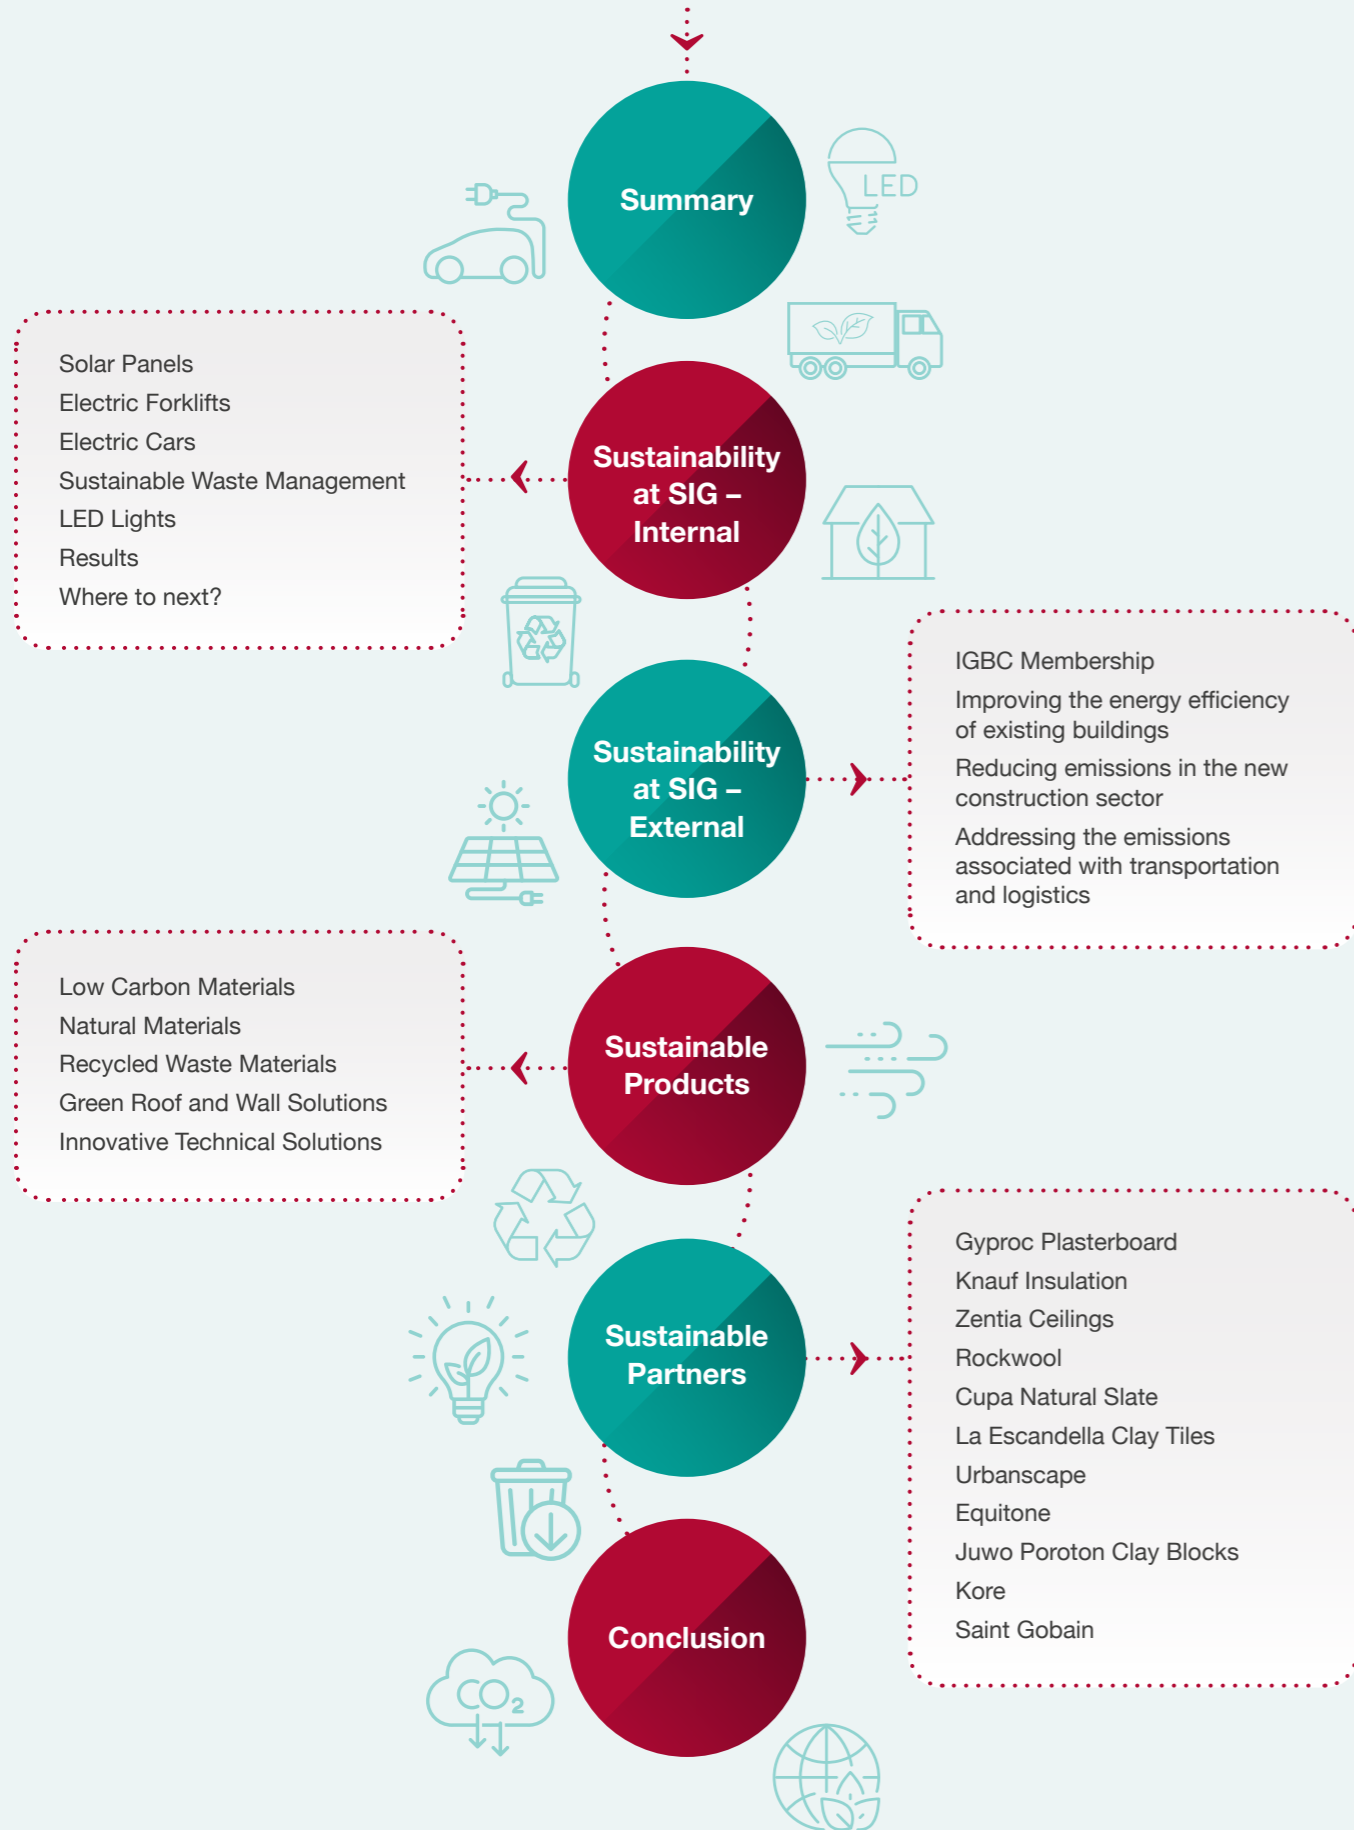 Summary
LED
Solar Panels
Electric Forklifts
Electric Cars
Sustainable Waste Management
LED Lights
Results
Where to next?
Sustainability
at SIG –
Internal
Sustainability
at SIG –
External
IGBC Membership
Improving the energy efficiency
of existing buildings
Reducing emissions in the new
construction sector
Addressing the emissions
associated with transportation
and logistics
Low Carbon Materials
Natural Materials
Recycled Waste Materials
Green Roof and Wall Solutions
Innovative Technical Solutions
Sustainable
Products
Sustainable
Partners
Gyproc Plasterboard
Knauf Insulation
Zentia Ceilings
Rockwool
Cupa Natural Slate
La Escandella Clay Tiles
Urbanscape
Equitone
Juwo Poroton Clay Blocks
Kore
Saint Gobain
Conclusion
CO2